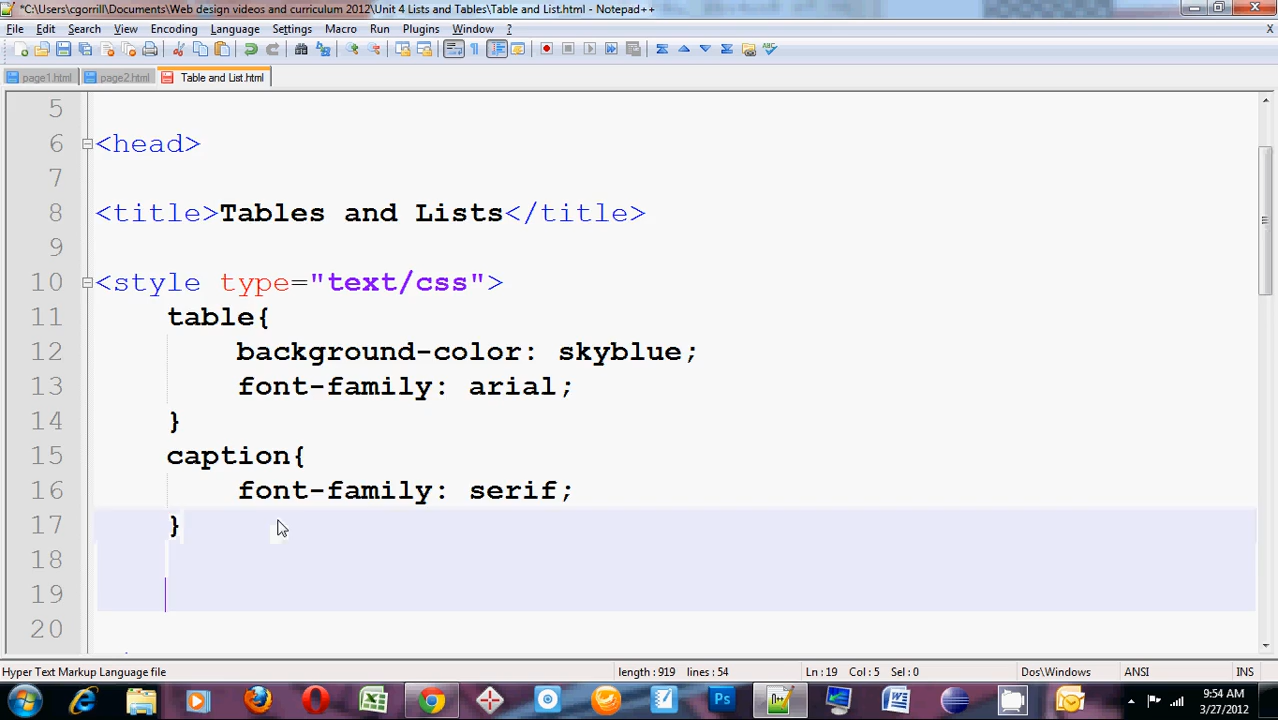 *C:\Users\cgorrill\Documents\Web design videos and curriculum 2012\Unit 4 Lists and Tables\Table and List.html - Notepad++
File Edit Search View Encoding Language Settings Macro Run Plugins Window ? X
page1.html page2.html Table and List.html
5
6 <head>
7
8 <title>Tables and Lists</title>
9
10 <style type="text/css">
11 table{
12 background-color: skyblue;
13 font-family: arial;
14 }
15 caption{
16 font-family: serif;
17 }
18
19
20
Hyper Text Markup Language file length : 919 lines : 54 Ln : 19 Col : 5 Sel : 0 Dos\Windows ANSI INS
9:54 AM
3/27/2012